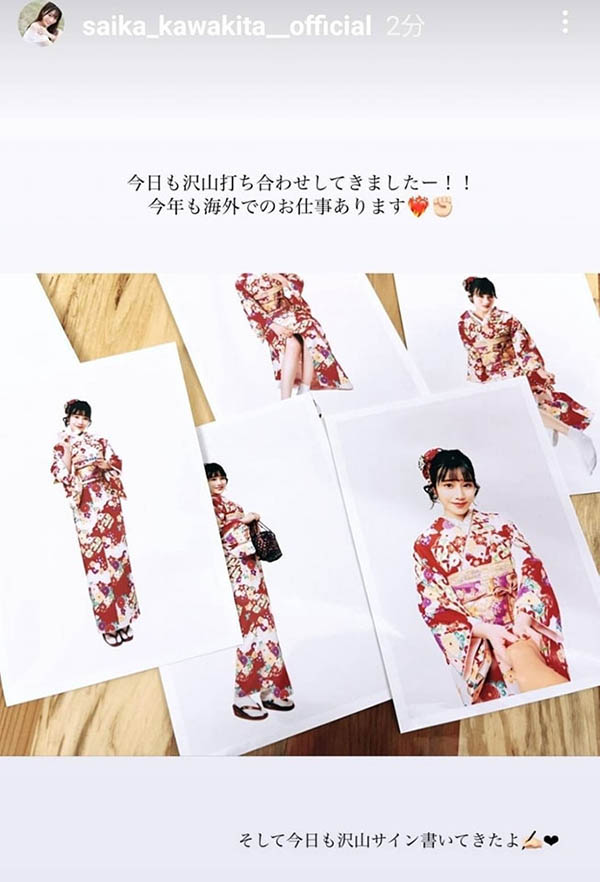 saika_kawakita__official 2分
今日も沢山打ち合わせしてきましたー！！
今年も海外でのお仕事あります❤️‍🔥✊🏻
そして今日も沢山サイン書いてきたよ✍🏻❤